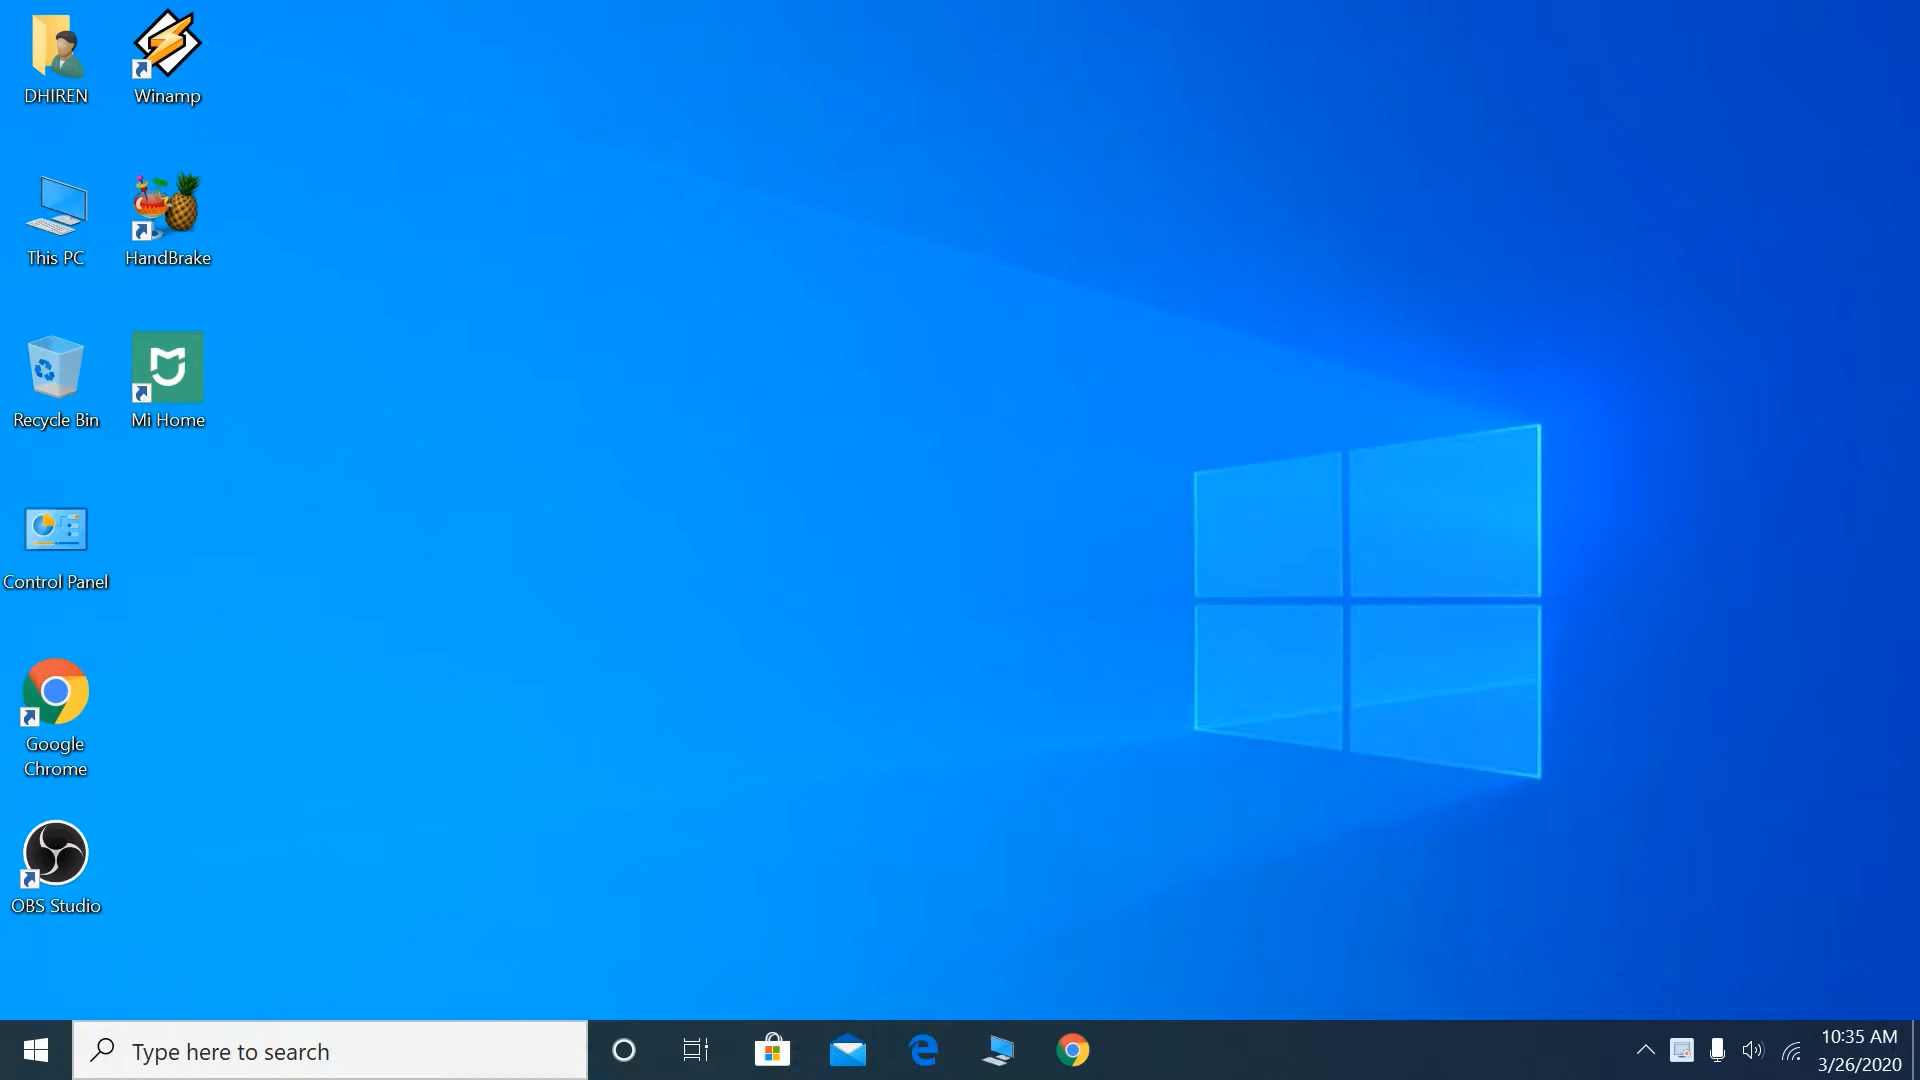 DHIREN
Winamp
This PC
HandBrake
Recycle Bin
Mi Home
Control Panel
Google
Chrome
OBS Studio
Type here to search
10:35 AM
3/26/2020